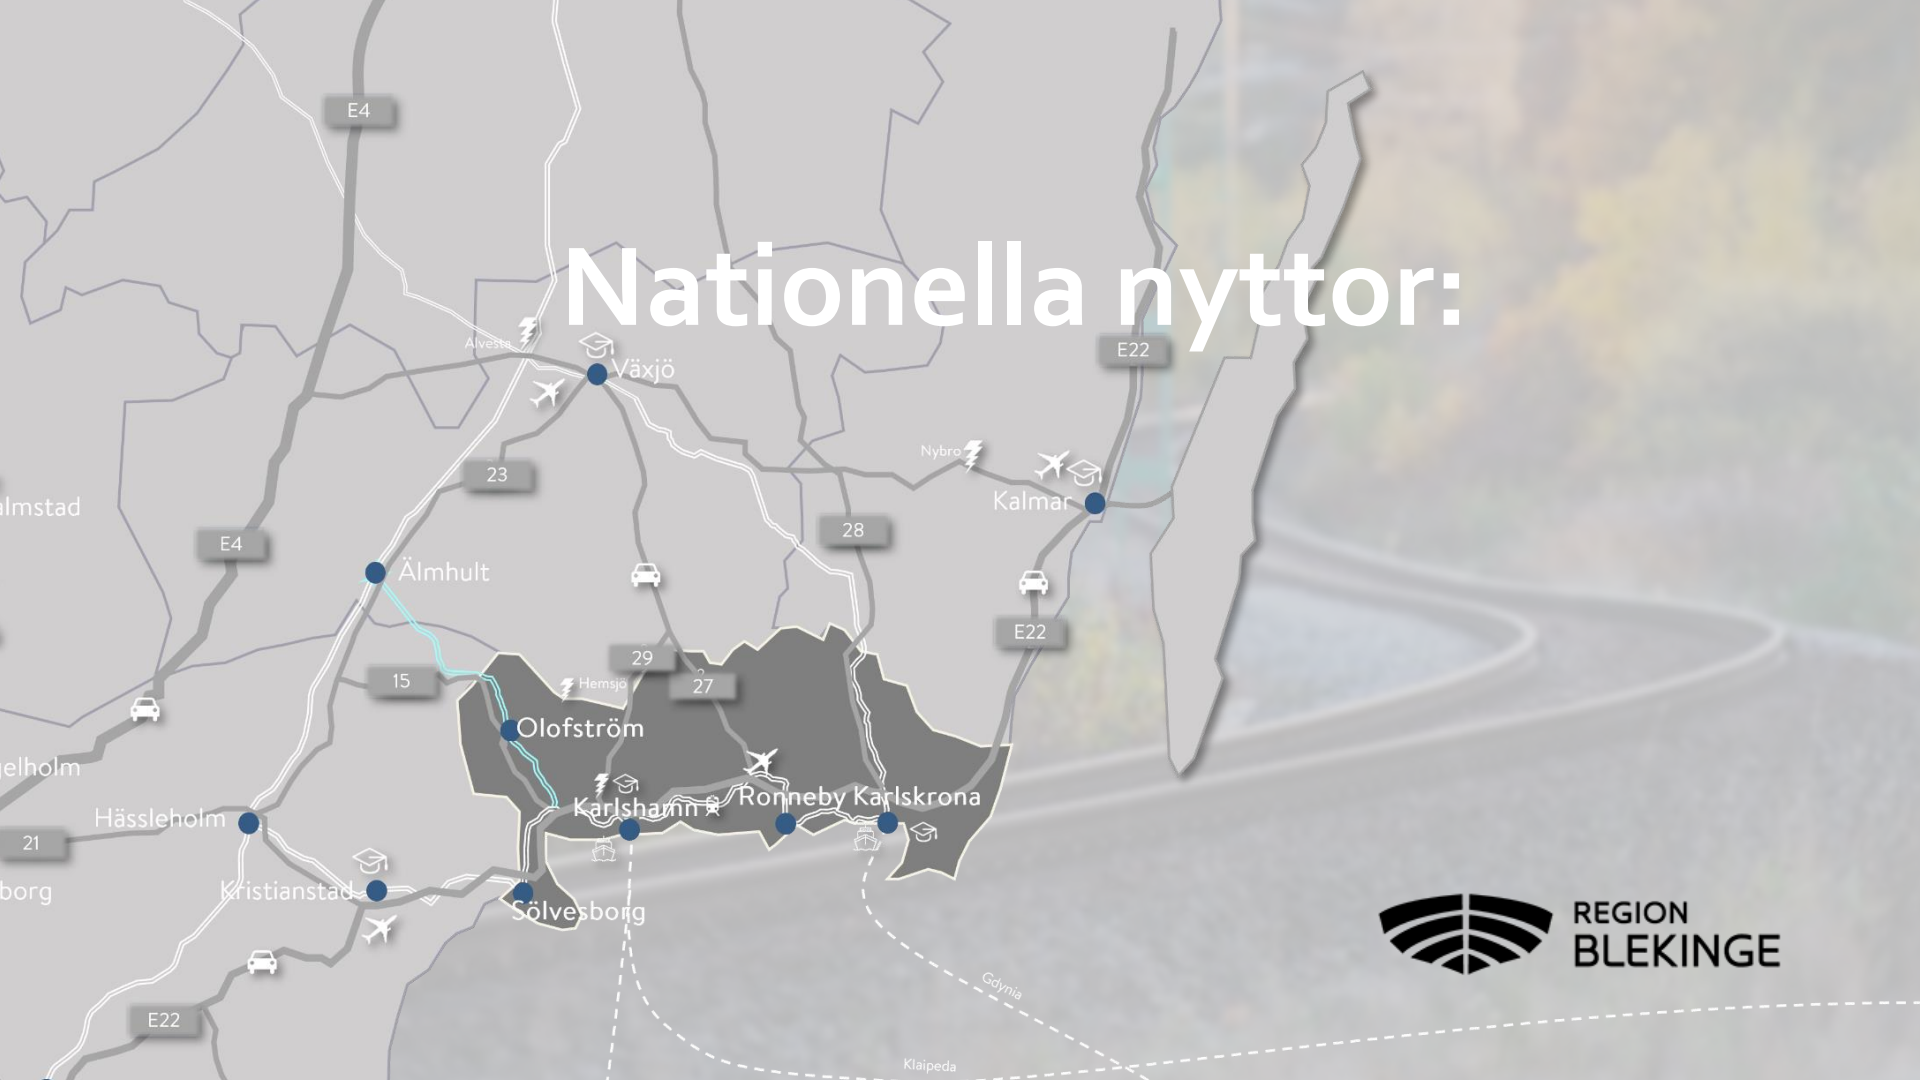 E4
Nationella nyttor:
Alvesta
E22
Växjö
Nybro
23
Kalmar
almstad
28
E4
Älmhult
E22
29
15
Hemsjö
27
Olofström
gelholm
Ronneby
Karlskrona
Karlshamn
Hässleholm
21
Kristianstad
borg
Sölvesborg
REGION
BLEKINGE
Gdynia
E22
Klaipeda